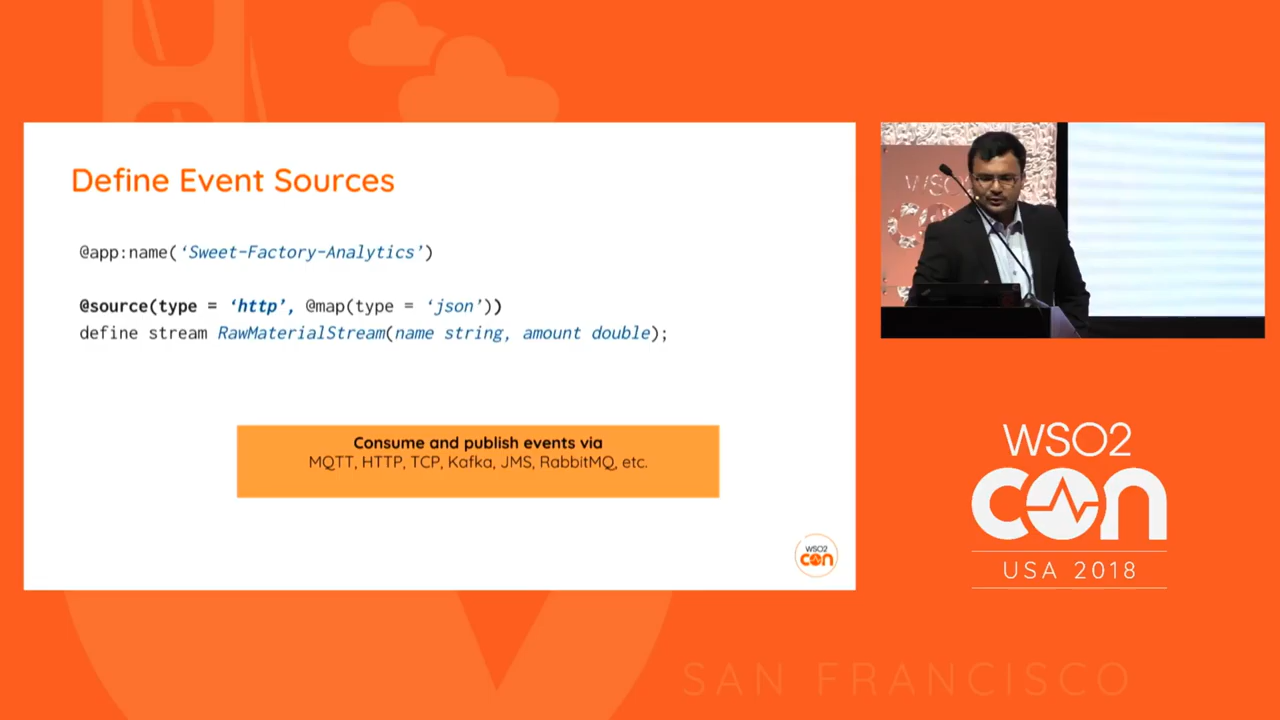 Define Event Sources
@app:name(‘Sweet-Factory-Analytics’)
@source(type = ‘http’, @map(type = ‘json’))
define stream RawMaterialStream(name string, amount double);
Consume and publish events via
MQTT, HTTP, TCP, Kafka, JMS, RabbitMQ, etc.
WSO2
CON
WSO2
CON
WSO2
CON
USA 2018
SAN FRANCISCO